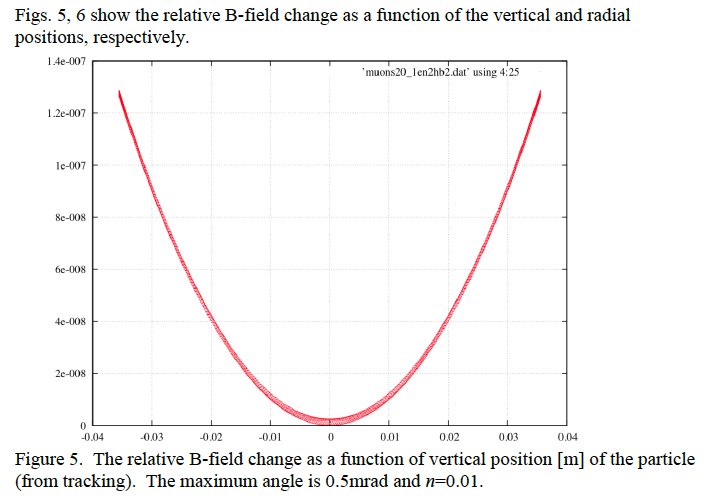 Figs. 5, 6 show the relative B-field change as a function of the vertical and radial
positions, respectively.
1.4e-007
'muons20_1en2hb2.dat' using 4:25
1.2e-007
1e-007
8e-008
6e-008
4e-008
2e-008
0
-0.04 -0.03 -0.02 -0.01 0 0.01 0.02 0.03 0.04
Figure 5. The relative B-field change as a function of vertical position [m] of the particle
(from tracking). The maximum angle is 0.5mrad and n=0.01.